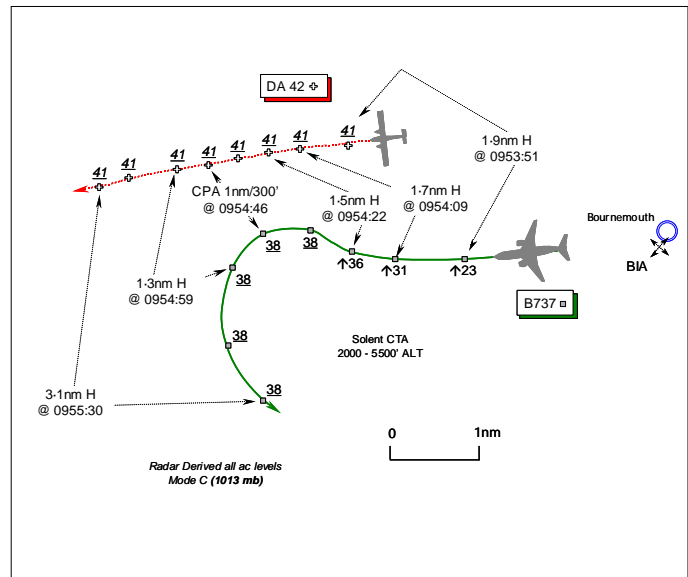 DA 42
41
41
41
41
41
41
41
41
1·9nm H
@ 0953:51
CPA 1nm/300'
@ 0954:46
1·5nm H
@ 0954:22
1·7nm H
@ 0954:09
Bournemouth
BIA
38
38
↑36
↑31
↑23
1·3nm H
@ 0954:59
38
B737
Solent CTA
2000 - 5500' ALT
38
3·1nm H
@ 0955:30
38
0
1nm
Radar Derived all ac levels
Mode C (1013 mb)